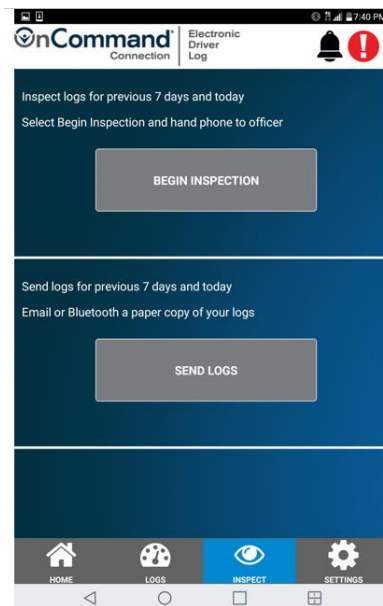 7:40 PM
OnCommand
Connection
Electronic
Driver
Log
Inspect logs for previous 7 days and today
Select Begin Inspection and hand phone to officer
BEGIN INSPECTION
Send logs for previous 7 days and today
Email or Bluetooth a paper copy of your logs
SEND LOGS
HOME LOGS INSPECT SETTINGS